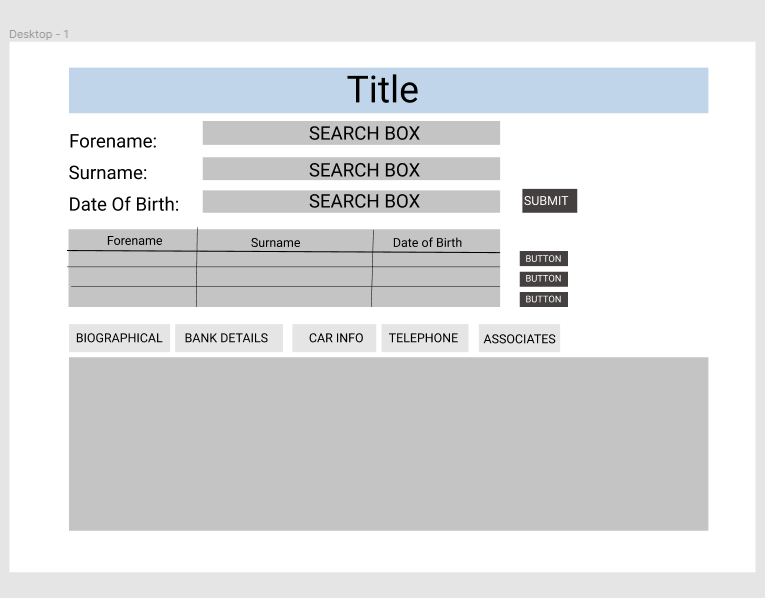 Desktop - 1
Title
Forename:
SEARCH BOX
Surname:
SEARCH BOX
Date Of Birth:
SEARCH BOX
SUBMIT
Forename
Surname
Date of Birth
BUTTON
BUTTON
BUTTON
BIOGRAPHICAL
BANK DETAILS
CAR INFO
TELEPHONE
ASSOCIATES